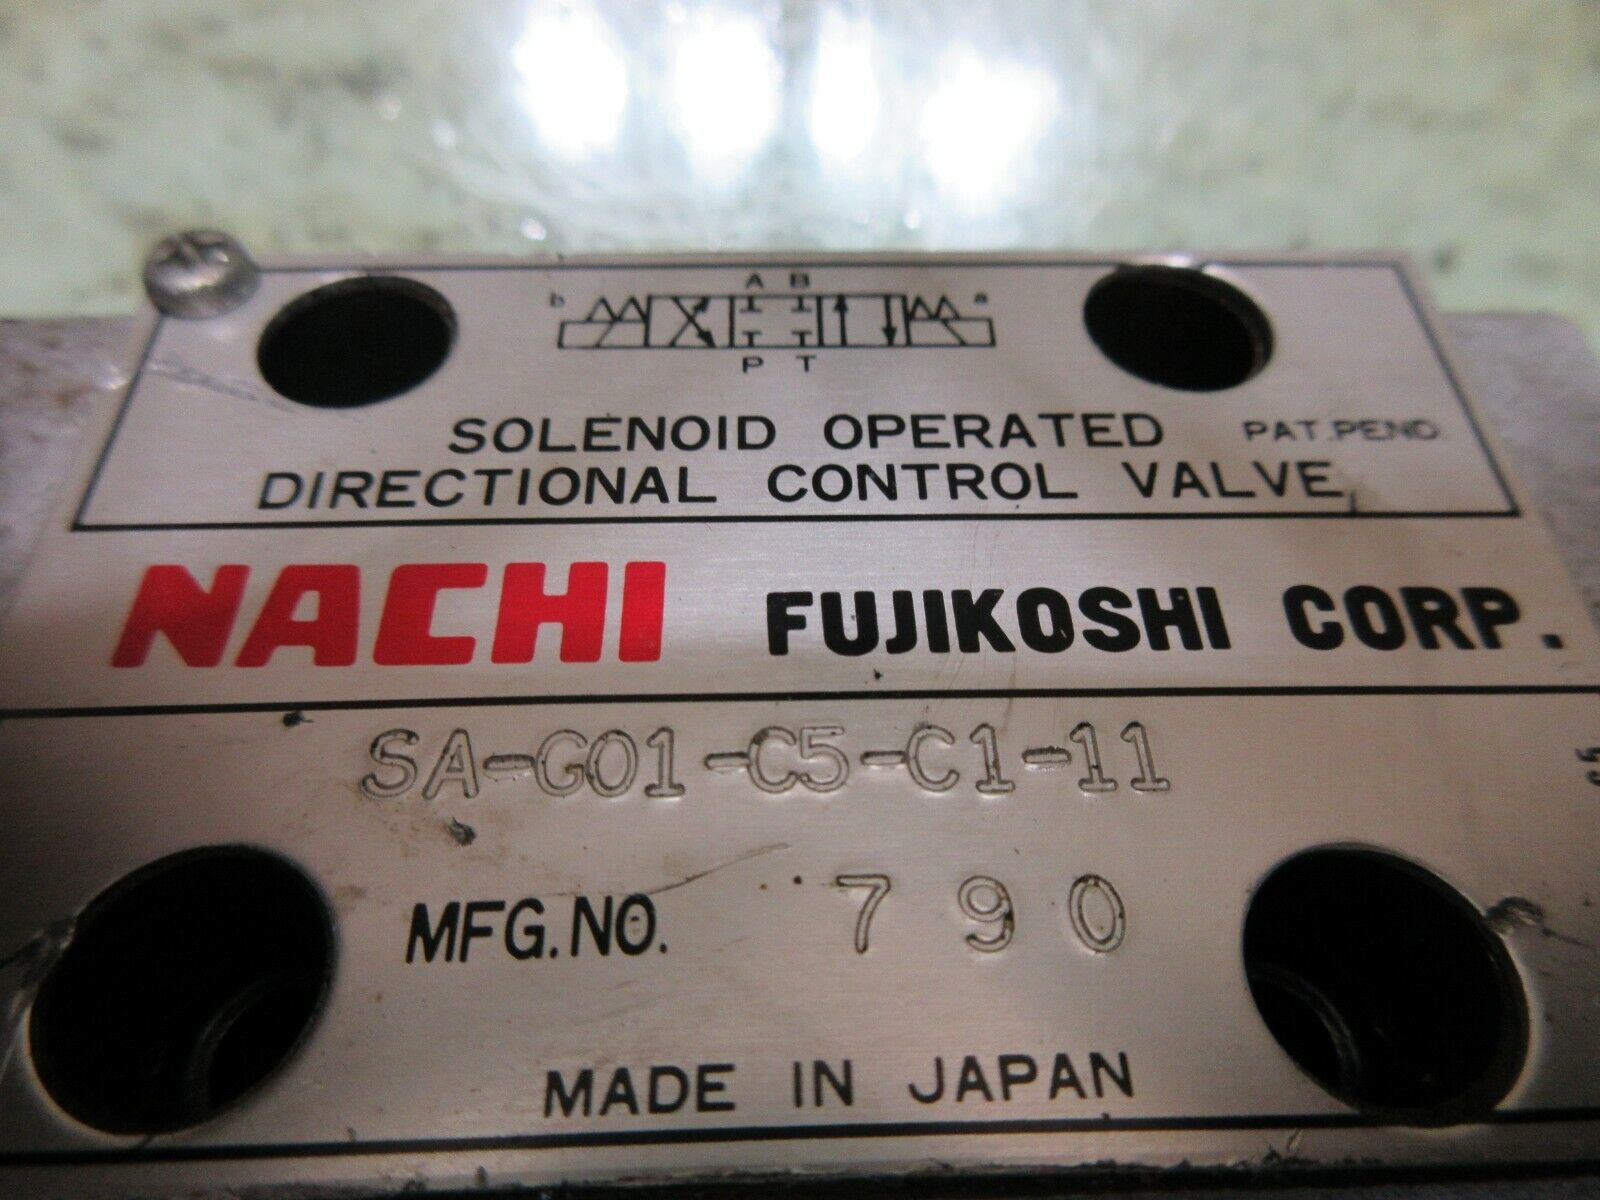 A B
b a
P T
SOLENOID OPERATED PAT. PEND.
DIRECTIONAL CONTROL VALVE
NACHI FUJIKOSHI CORP.
SA-G01-C5-C1-11
MFG.NO. 790
MADE IN JAPAN